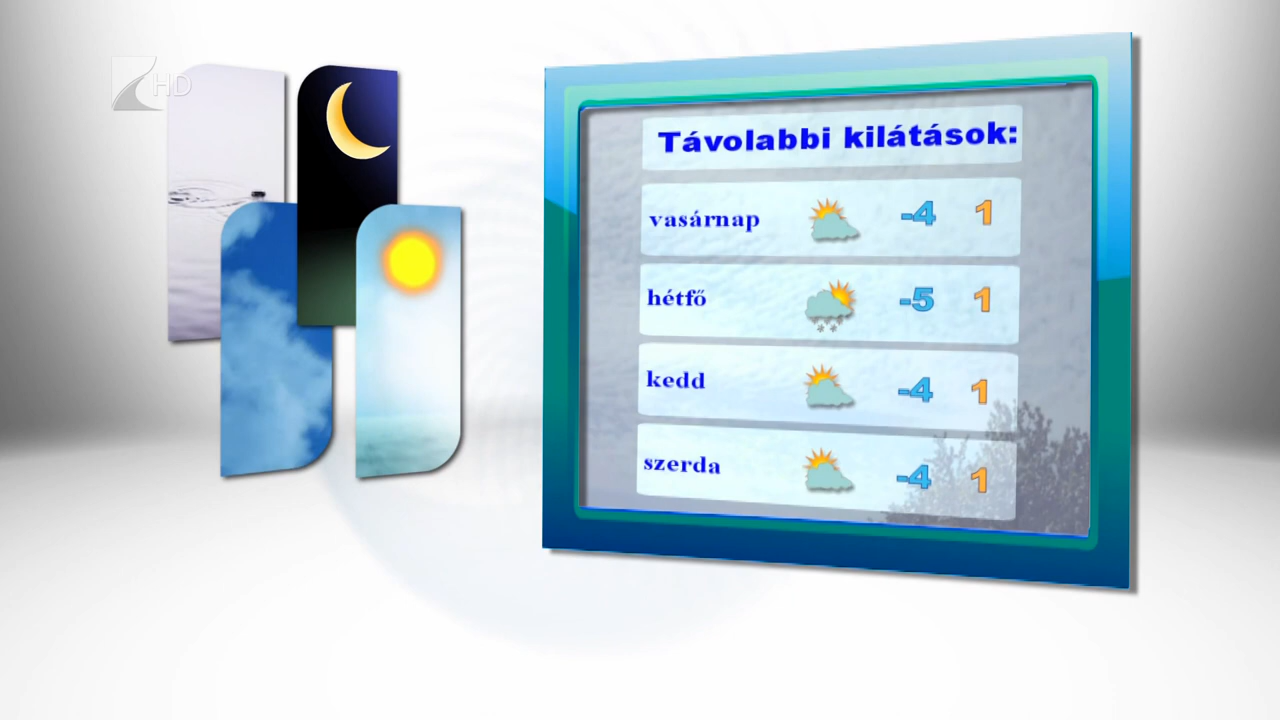 HD
Távolabbi kilátások:
vasárnap -4 1
hétfő -5 1
kedd -4 1
szerda -4 1